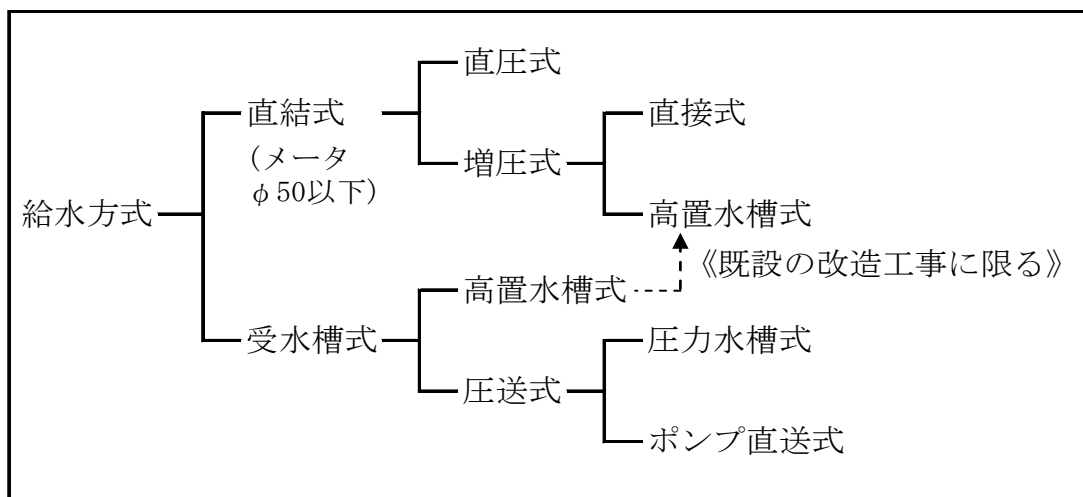 直圧式
直結式
直接式
(メータ
φ50以下)
増圧式
給水方式
高置水槽式
《既設の改造工事に限る》
高置水槽式
受水槽式
圧力水槽式
圧送式
ポンプ直送式